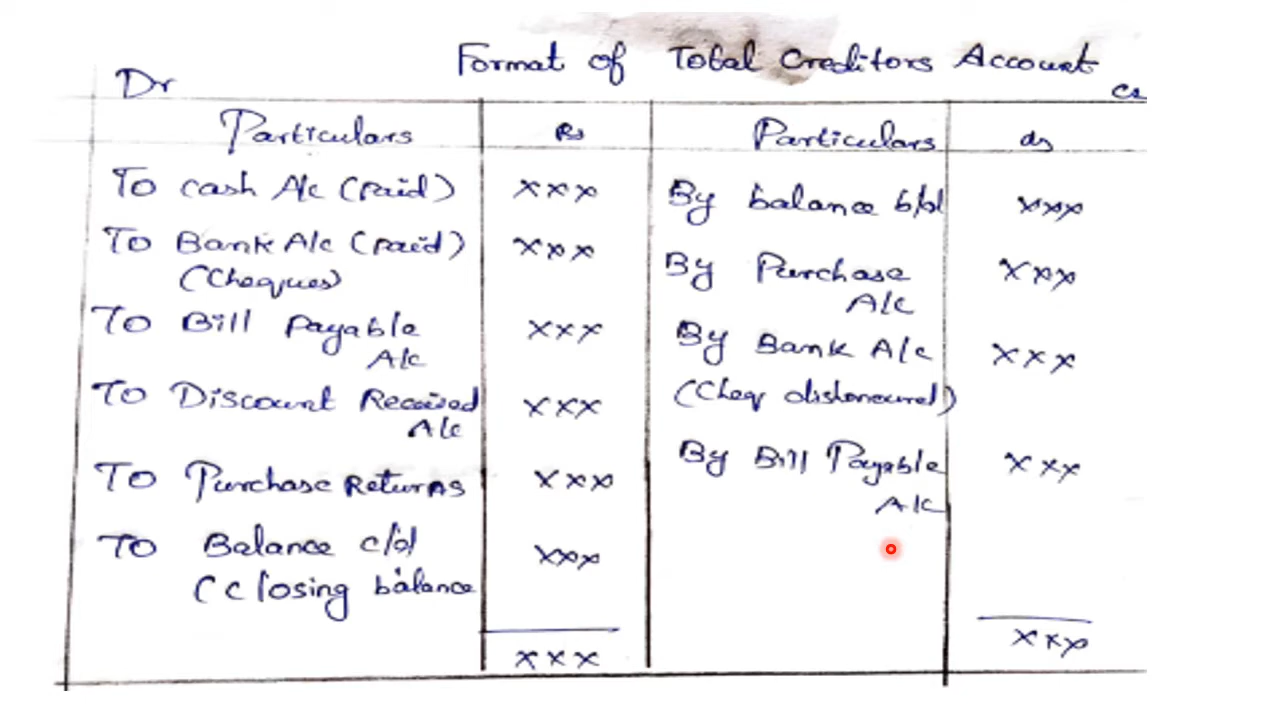 Format of Total Creditors Account
Dr Cr
Particulars Rs Particulars Rs
To cash A/c (paid) xxx By balance b/d xxx
To Bank A/c (paid) xxx By Purchase xxx
(Cheques) A/c
To Bill Payable xxx By Bank A/c xxx
A/c (Cheq dishonoured)
To Discount Received xxx By Bill Payable xxx
A/c A/c
To Purchase Returns xxx
To Balance c/d xxx
(closing balance
xxx xxx